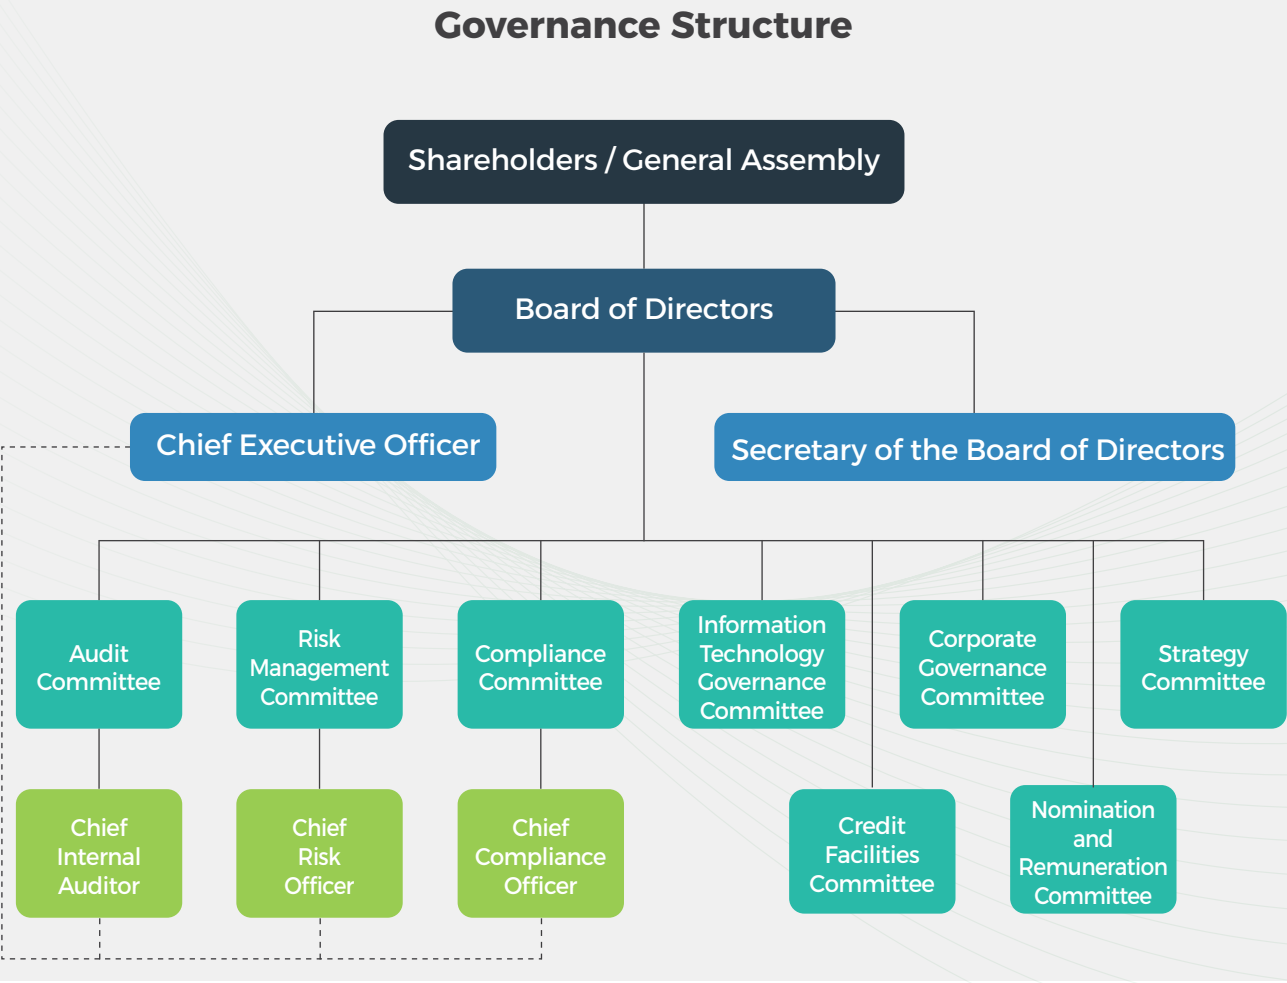 Governance Structure
Shareholders / General Assembly
Board of Directors
Chief Executive Officer
Secretary of the Board of Directors
Audit
Committee
Risk
Management
Committee
Compliance
Committee
Information
Technology
Governance
Committee
Corporate
Governance
Committee
Strategy
Committee
Chief
Internal
Auditor
Chief
Risk
Officer
Chief
Compliance
Officer
Credit
Facilities
Committee
Nomination
and
Remuneration
Committee